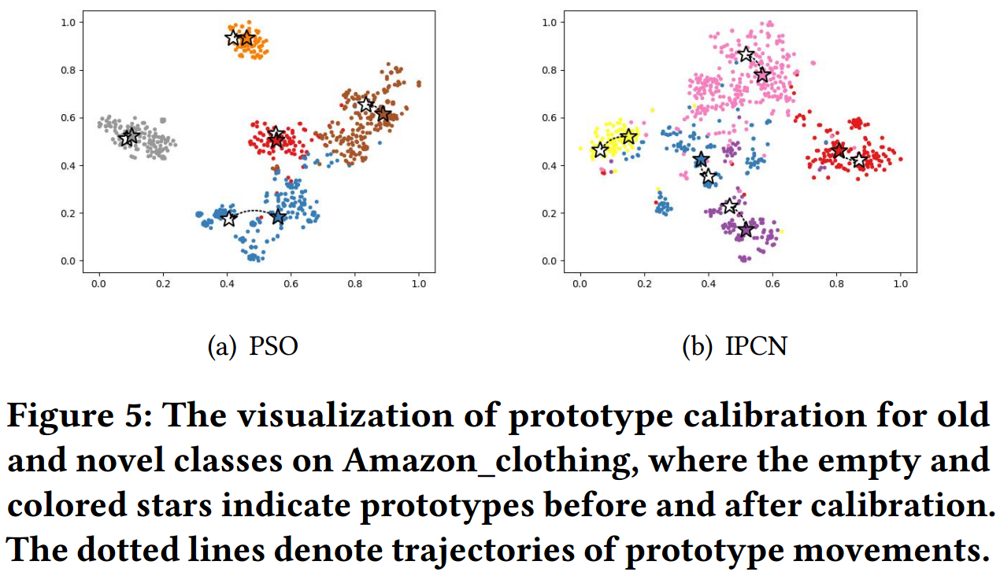 1.0
0.8
0.6
0.4
0.2
0.0
0.0 0.2 0.4 0.6 0.8 1.0
(a) PSO
1.0
0.8
0.6
0.4
0.2
0.0
0.0 0.2 0.4 0.6 0.8 1.0
(b) IPCN
Figure 5: The visualization of prototype calibration for old
and novel classes on Amazon_clothing, where the empty and
colored stars indicate prototypes before and after calibration.
The dotted lines denote trajectories of prototype movements.